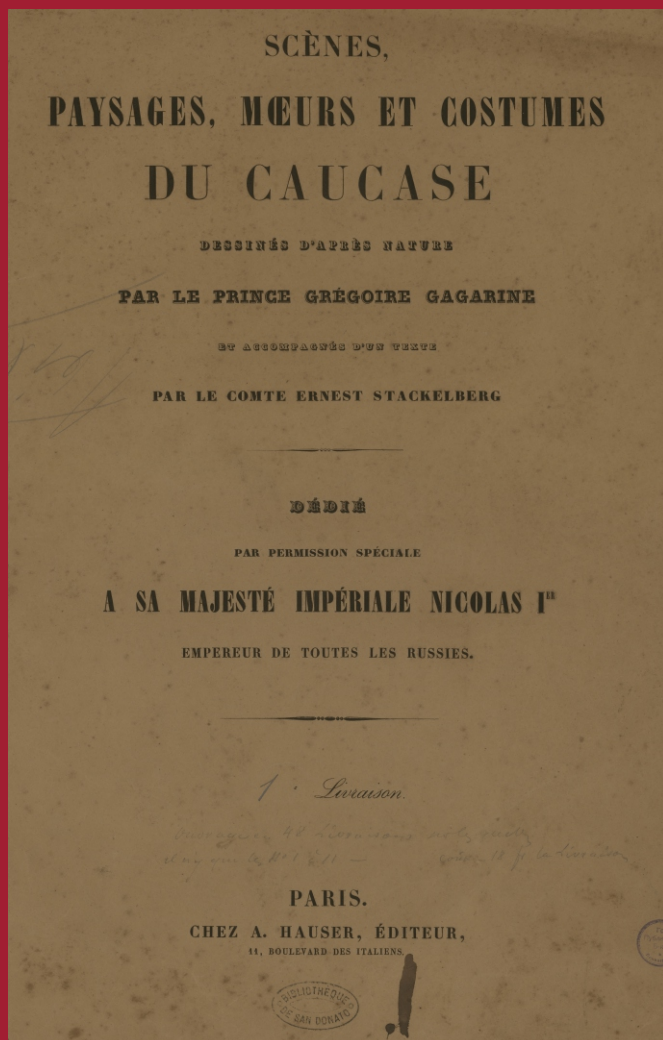 SCÈNES,
PAYSAGES, MŒURS ET COSTUMES
DU CAUCASE
DESSINÉS D'APRÈS NATURE
PAR LE PRINCE GRÉGOIRE GAGARINE
ET ACCOMPAGNÉS D'UN TEXTE
PAR LE COMTE ERNEST STACKELBERG
DÉDIÉ
PAR PERMISSION SPÉCIALE
A SA MAJESTÉ IMPÉRIALE NICOLAS Iᴱᴿ
EMPEREUR DE TOUTES LES RUSSIES.
1 · Livraison.
PARIS.
CHEZ A. HAUSER, ÉDITEUR,
11, BOULEVARD DES ITALIENS.
BIBLIOTHEQUE
DE SAN DONATO